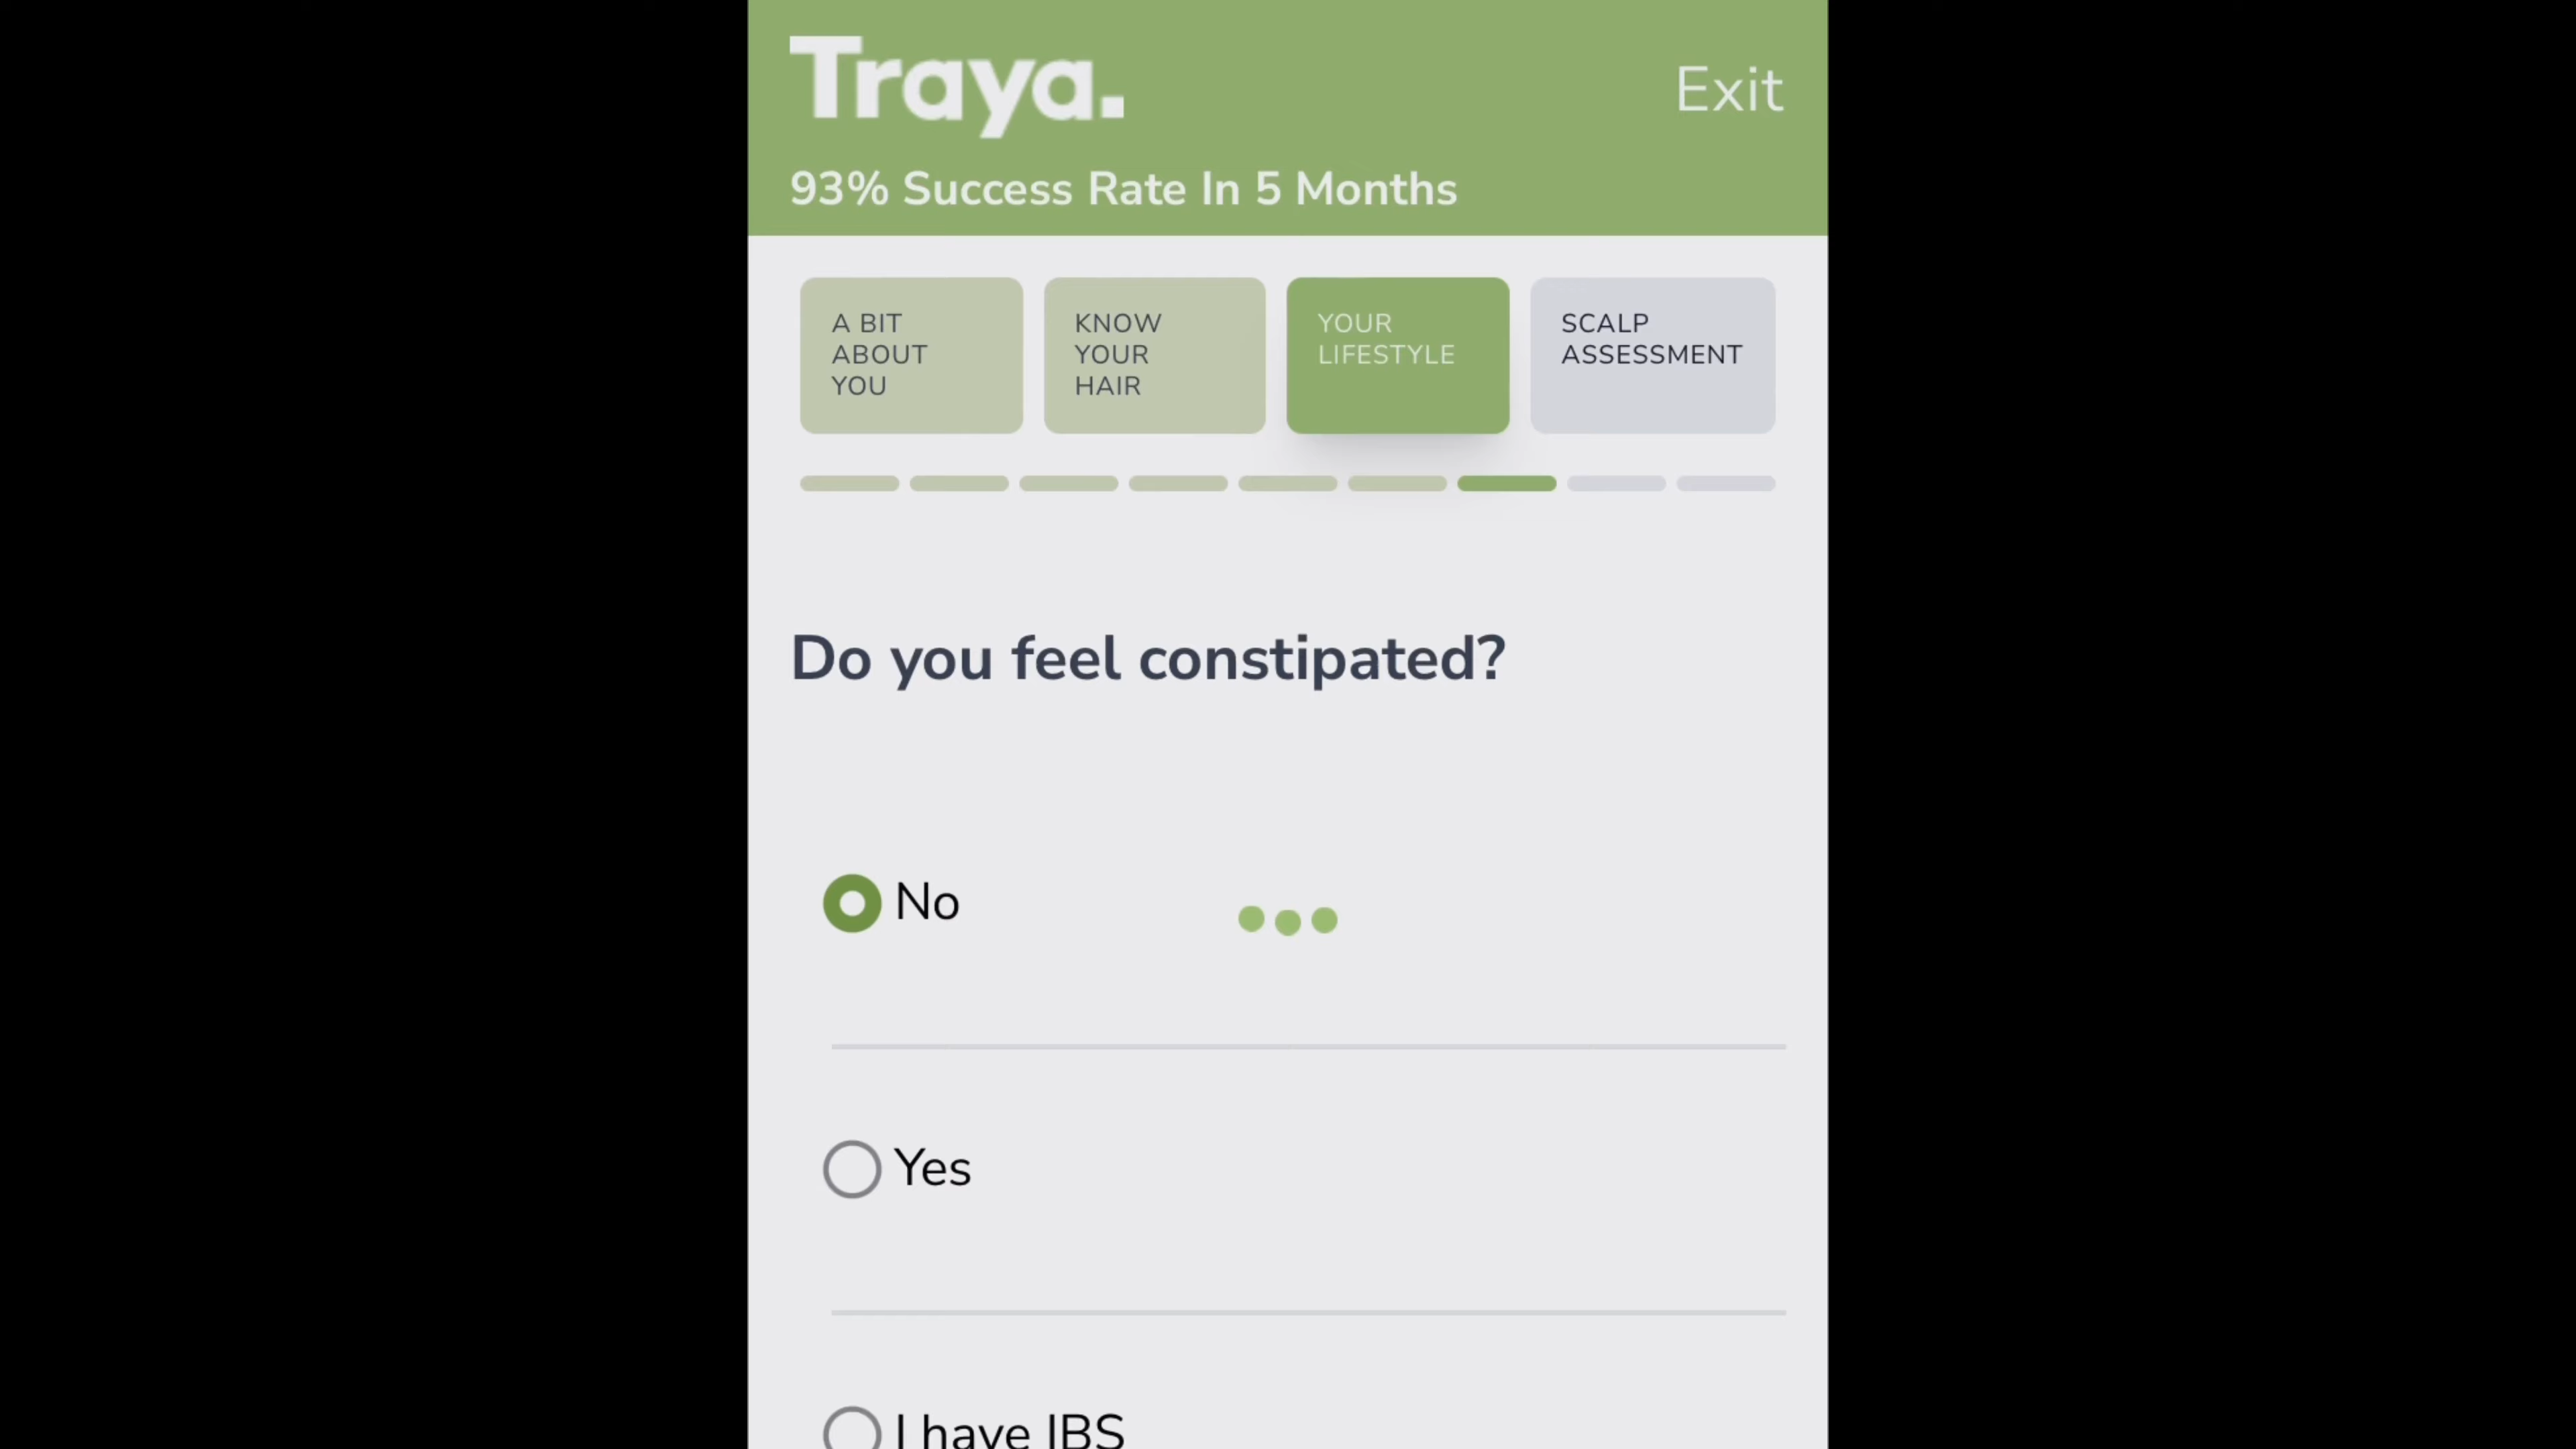 Traya.
Exit
93% Success Rate In 5 Months
A BIT
ABOUT
YOU
KNOW
YOUR
HAIR
YOUR
LIFESTYLE
SCALP
ASSESSMENT
Do you feel constipated?
No
Yes
I have IBS